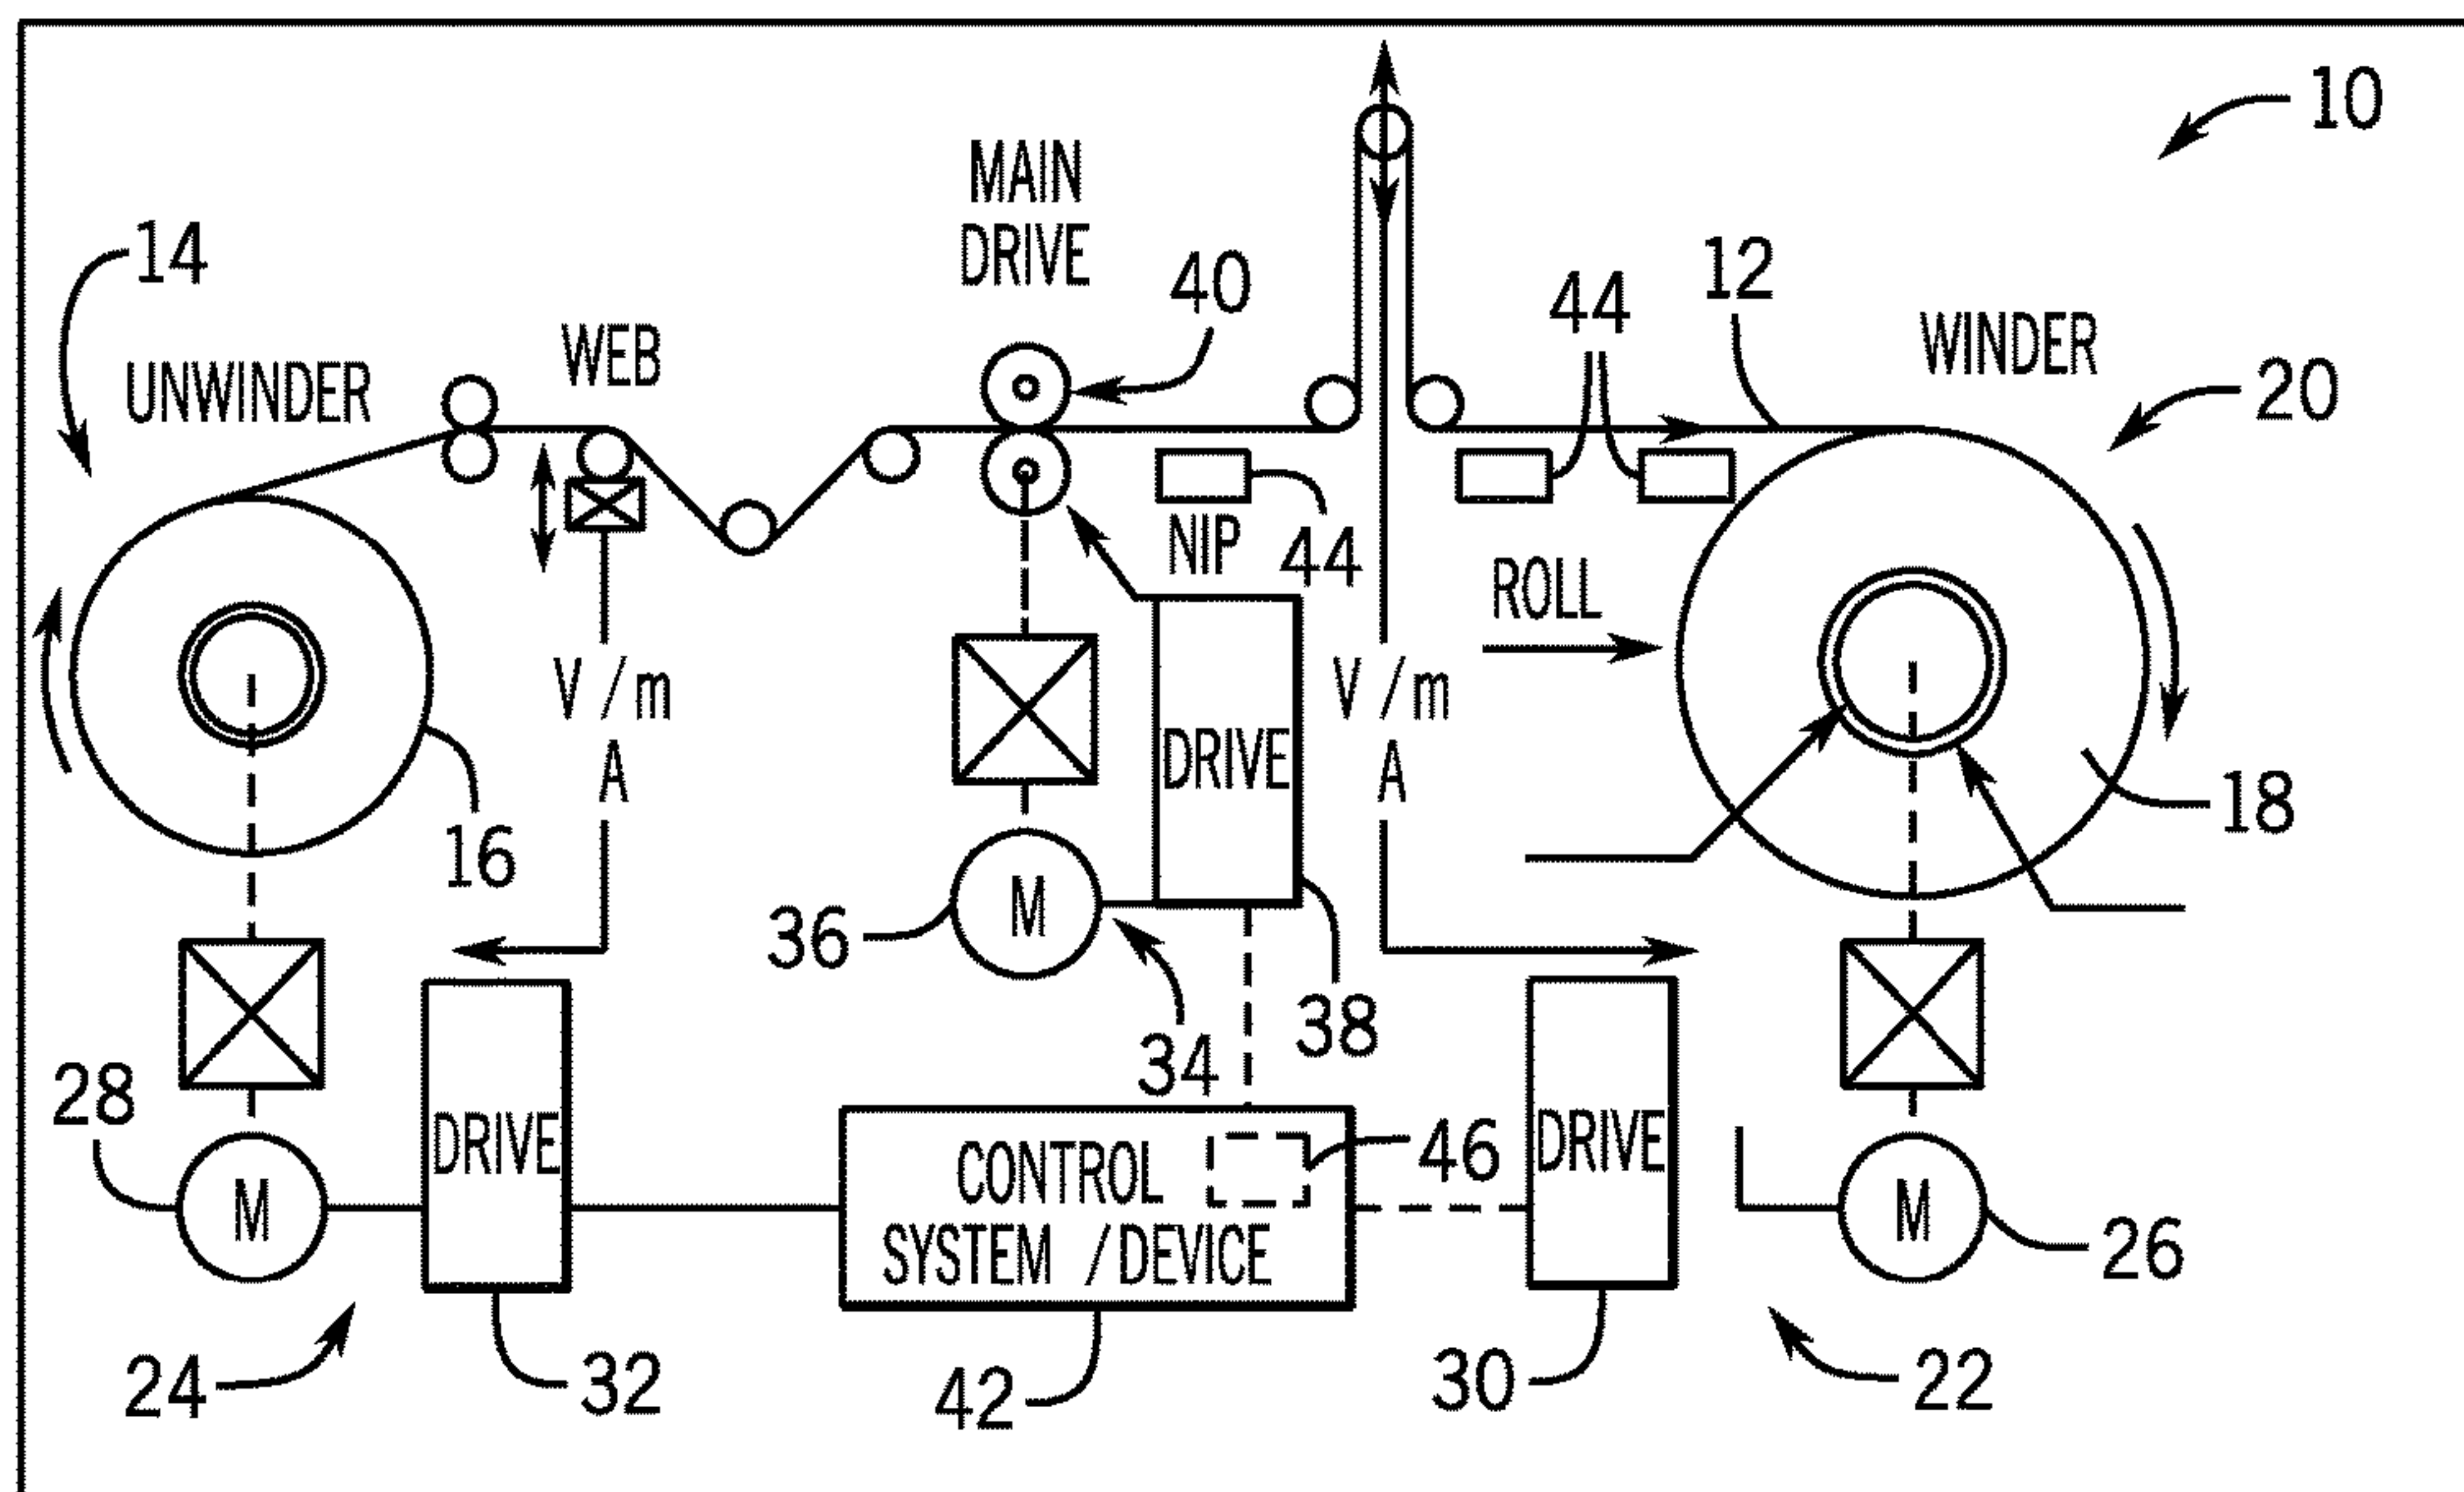 10
MAIN
DRIVE
14
40
44
12
WINDER
WEB
UNWINDER
20
NIP
44
ROLL
V/m
A
V/m
A
DRIVE
18
16
M
36
38
34
28
DRIVE
CONTROL
SYSTEM /DEVICE
46
DRIVE
M
M
26
24
32
42
30
22